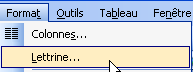 Format Outils Tableau Fenêtre
Colonnes...
Lettrine...